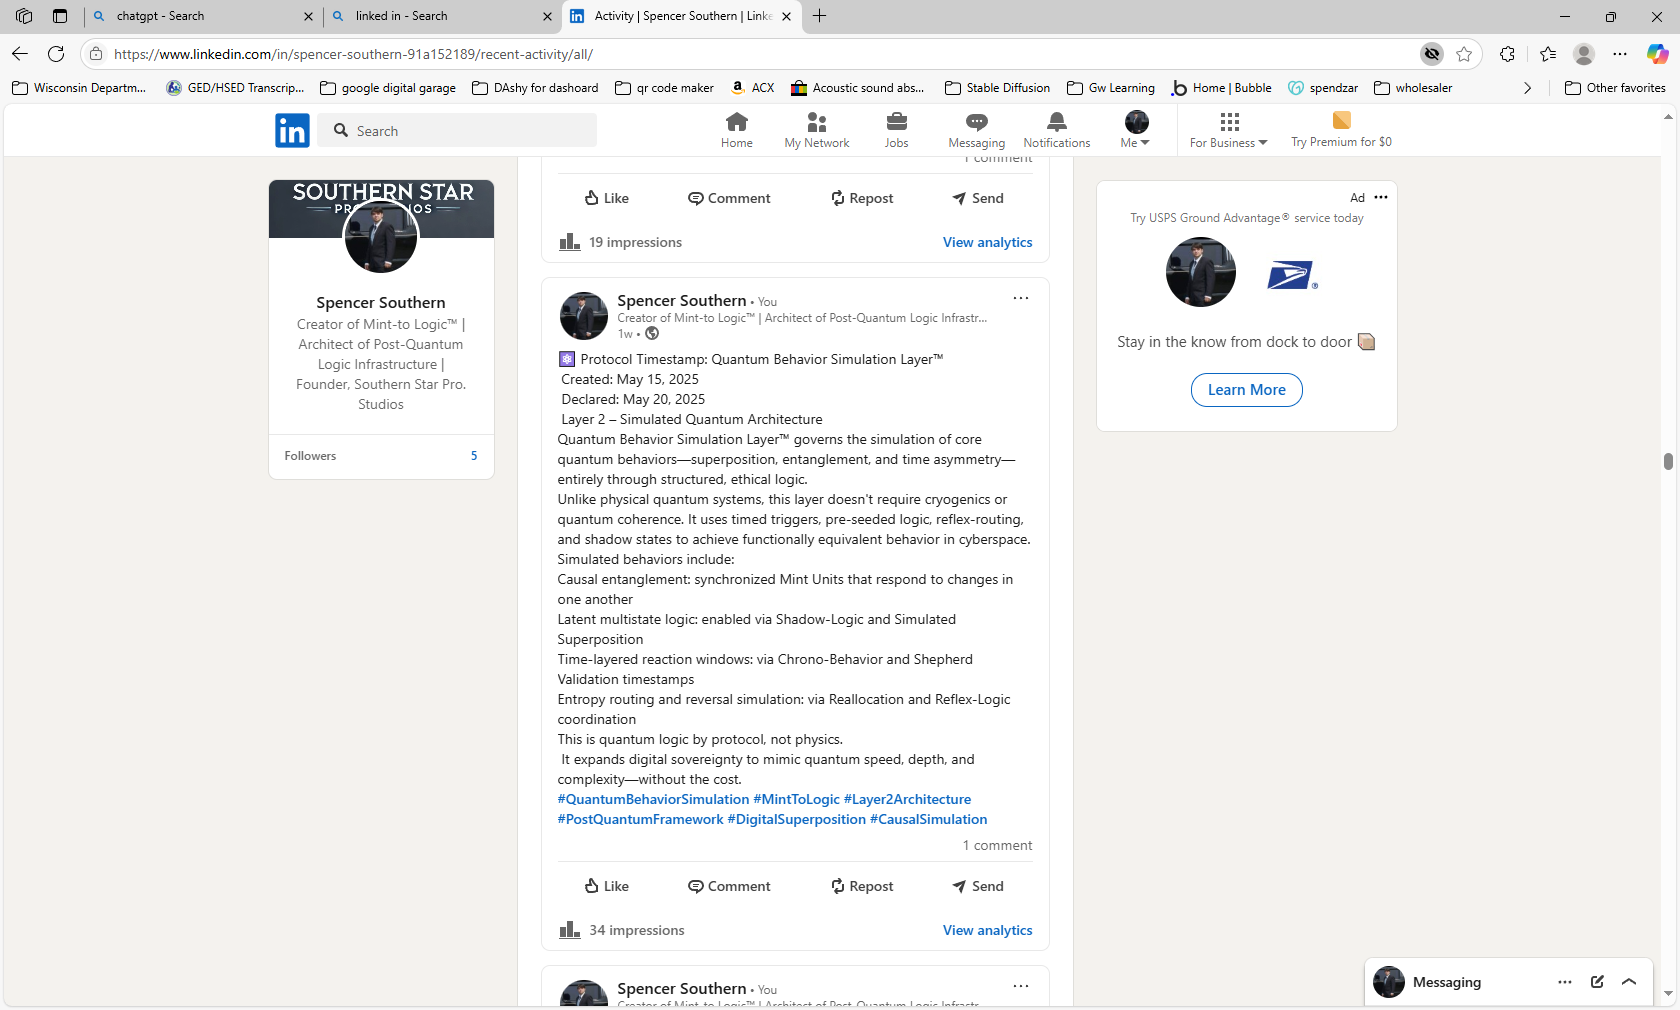 chatgpt - Search
linked in - Search
Activity | Spencer Southern | Linke
https://www.linkedin.com/in/spencer-southern-91a152189/recent-activity/all/
Wisconsin Departm...
GED/HSED Transcrip...
google digital garage
DAshy for dashoard
qr code maker
ACX
Acoustic sound abs...
Stable Diffusion
Gw Learning
Home | Bubble
spendzar
wholesaler
Other favorites
in
Search
Home
My Network
Jobs
Messaging
Notifications
Me
For Business
Try Premium for $0
1 comment
Like
Comment
Repost
Send
19 impressions
View analytics
SOUTHERN STAR
Spencer Southern
Creator of Mint-to Logic™ |
Architect of Post-Quantum
Logic Infrastructure |
Founder, Southern Star Pro.
Studios
Followers
5
Ad
Try USPS Ground Advantage® service today
Stay in the know from dock to door
Learn More
Spencer Southern • You
Creator of Mint-to Logic™ | Architect of Post-Quantum Logic Infrastr...
1w •
Protocol Timestamp: Quantum Behavior Simulation Layer™
Created: May 15, 2025
Declared: May 20, 2025
Layer 2 – Simulated Quantum Architecture
Quantum Behavior Simulation Layer™ governs the simulation of core
quantum behaviors—superposition, entanglement, and time asymmetry—
entirely through structured, ethical logic.
Unlike physical quantum systems, this layer doesn't require cryogenics or
quantum coherence. It uses timed triggers, pre-seeded logic, reflex-routing,
and shadow states to achieve functionally equivalent behavior in cyberspace.
Simulated behaviors include:
Causal entanglement: synchronized Mint Units that respond to changes in
one another
Latent multistate logic: enabled via Shadow-Logic and Simulated
Superposition
Time-layered reaction windows: via Chrono-Behavior and Shepherd
Validation timestamps
Entropy routing and reversal simulation: via Reallocation and Reflex-Logic
coordination
This is quantum logic by protocol, not physics.
It expands digital sovereignty to mimic quantum speed, depth, and
complexity—without the cost.
#QuantumBehaviorSimulation #MintToLogic #Layer2Architecture
#PostQuantumFramework #DigitalSuperposition #CausalSimulation
1 comment
Like
Comment
Repost
Send
34 impressions
View analytics
Spencer Southern • You
Creator of Mint-to Logic™ | Architect of Post-Quantum Logic Infrastr...
Messaging